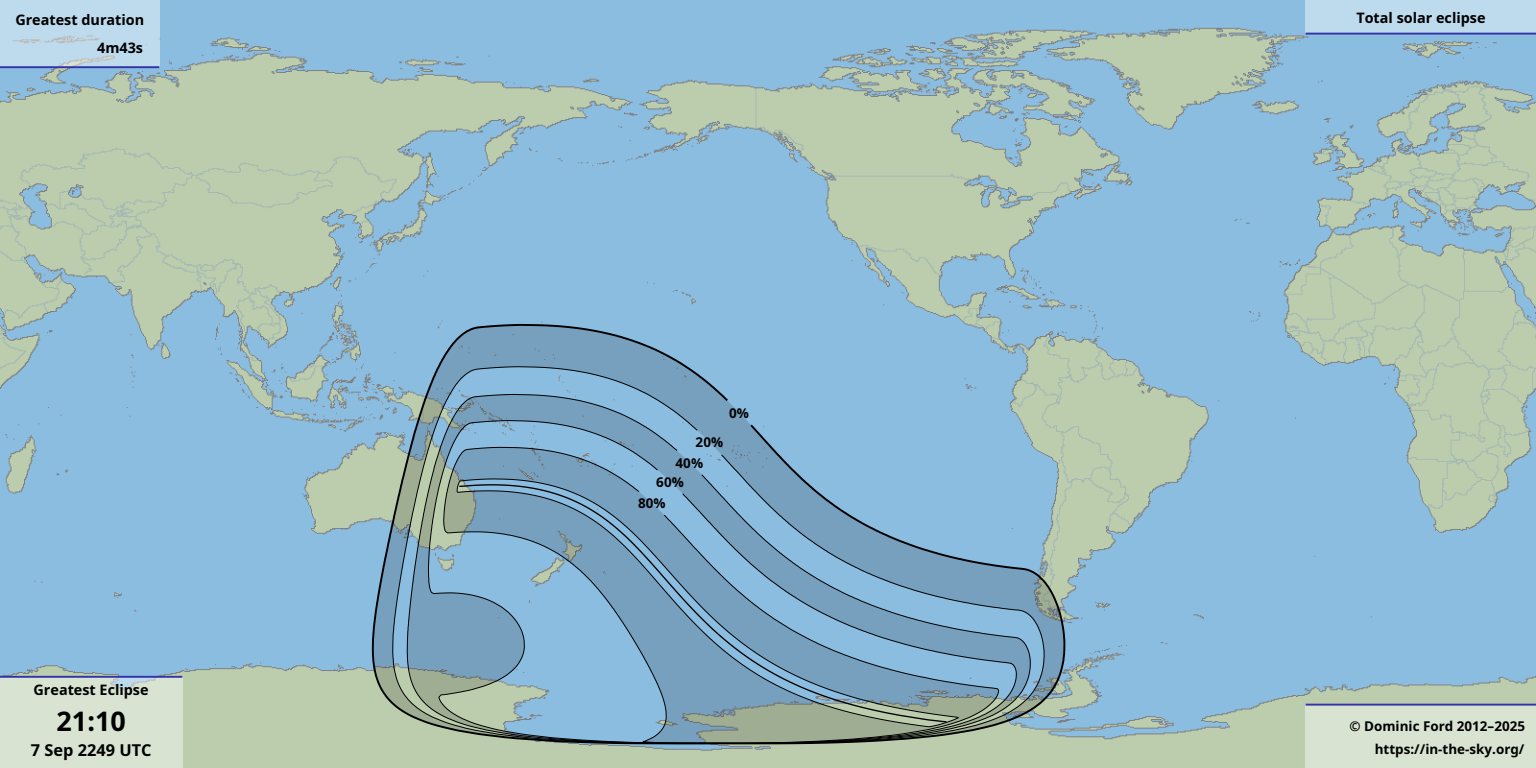 Greatest duration
4m43s
Total solar eclipse
0%
20%
40%
60%
80%
Greatest Eclipse
21:10
7 Sep 2249 UTC
© Dominic Ford 2012–2025
https://in-the-sky.org/